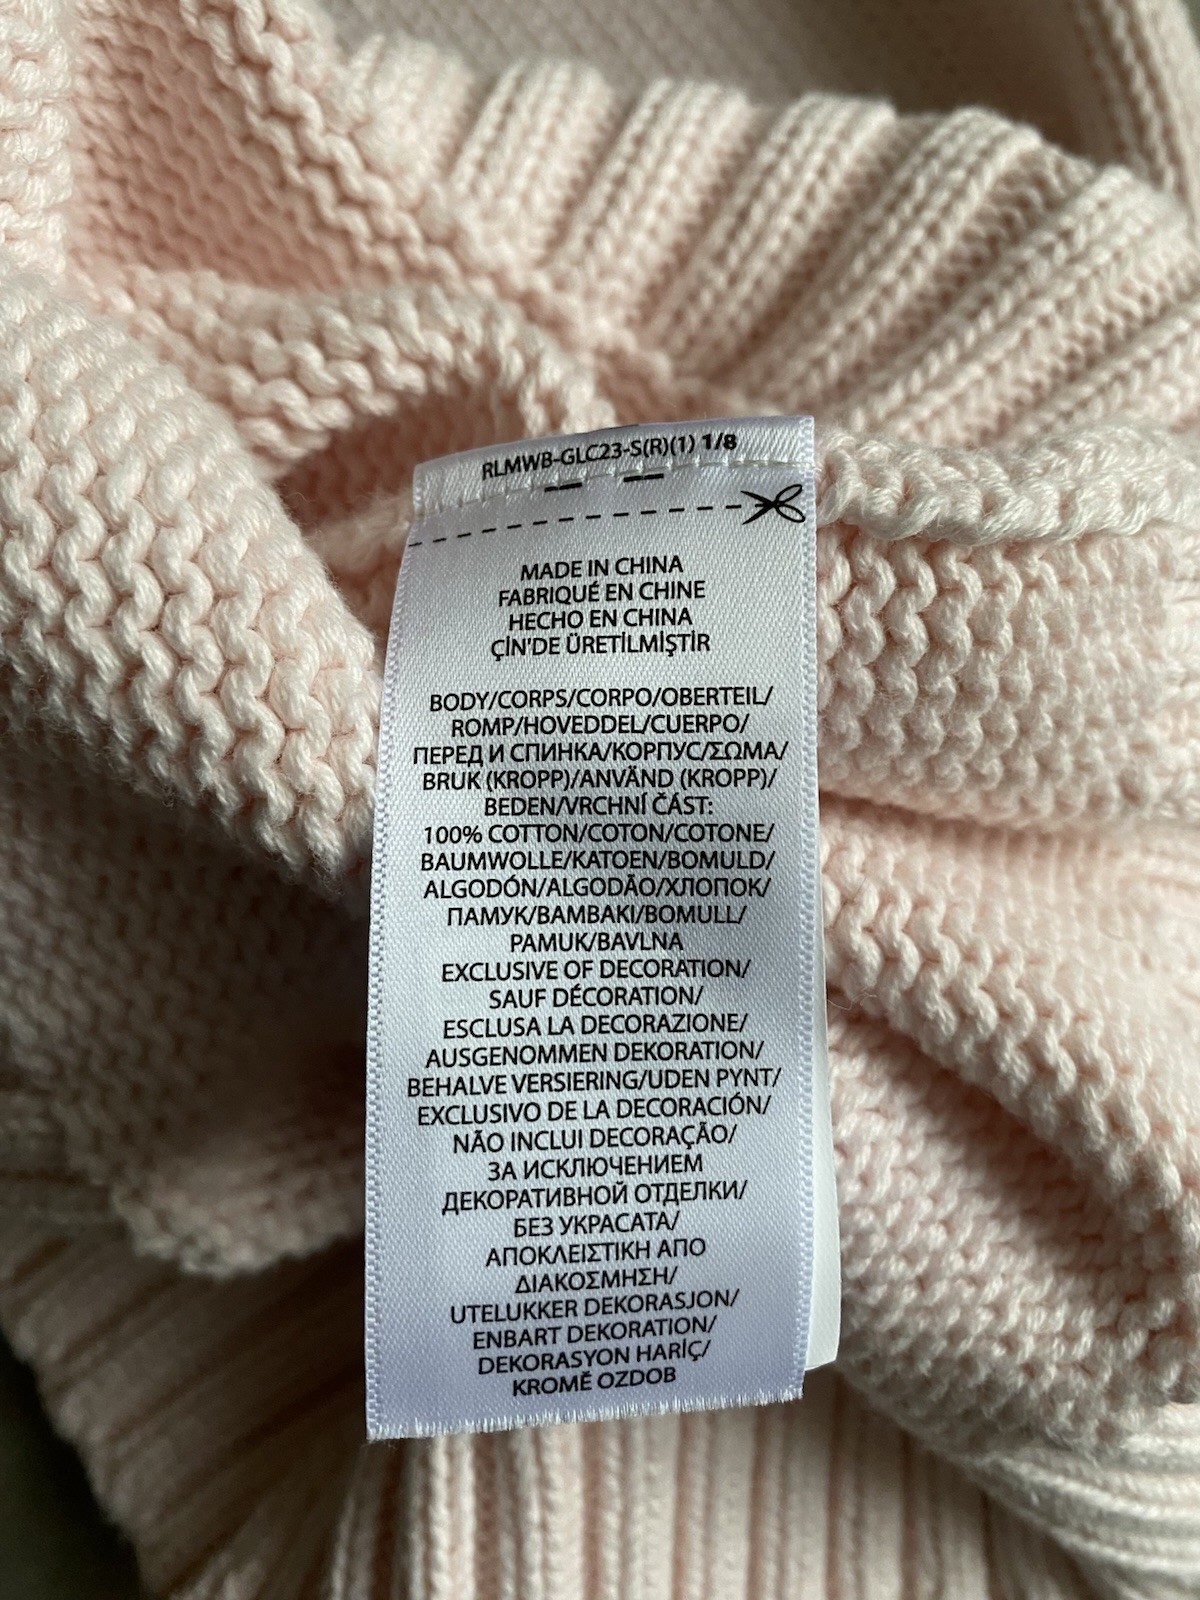 RLMWB-GLC23-S(R)(1) 1/8
MADE IN CHINA
FABRIQUÉ EN CHINE
HECHO EN CHINA
ÇİN'DE ÜRETİLMİŞTİR
BODY/CORPS/CORPO/OBERTEIL/
ROMP/HOVEDDEL/CUERPO/
ПЕРЕД И СПИНКА/КОРПУС/ΣΩΜΑ/
BRUK (KROPP)/ANVÄND (KROPP)/
BEDEN/VRCHNÍ ČÁST:
100% COTTON/COTON/COTONE/
BAUMWOLLE/KATOEN/BOMULD/
ALGODÓN/ALGODÃO/ХЛОПОК/
ПАМУК/ΒΑΜΒΑΚΙ/BOMULL/
PAMUK/BAVLNA
EXCLUSIVE OF DECORATION/
SAUF DÉCORATION/
ESCLUSA LA DECORAZIONE/
AUSGENOMMEN DEKORATION/
BEHALVE VERSIERING/UDEN PYNT/
EXCLUSIVO DE LA DECORACIÓN/
NÃO INCLUI DECORAÇÃO/
ЗА ИСКЛЮЧЕНИЕМ
ДЕКОРАТИВНОЙ ОТДЕЛКИ/
БЕЗ УКРАСАТА/
ΑΠΟΚΛΕΙΣΤΙΚΗ ΑΠΟ
ΔΙΑΚΟΣΜΗΣΗ/
UTELUKKER DEKORASJON/
ENBART DEKORATION/
DEKORASYON HARİÇ/
KROMĚ OZDOB